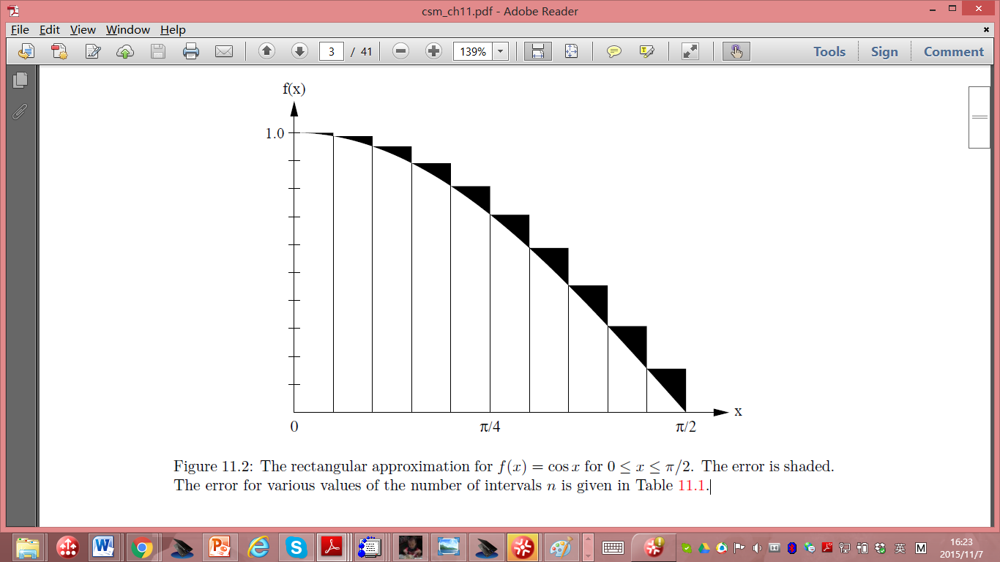 csm_ch11.pdf - Adobe Reader
File Edit View Window Help
3 / 41 139% Tools Sign Comment
f(x)
1.0
x
0 π/4 π/2
Figure 11.2: The rectangular approximation for f(x) = cos x for 0 ≤ x ≤ π/2. The error is shaded.
The error for various values of the number of intervals n is given in Table 11.1.
英 M 16:23
2015/11/7